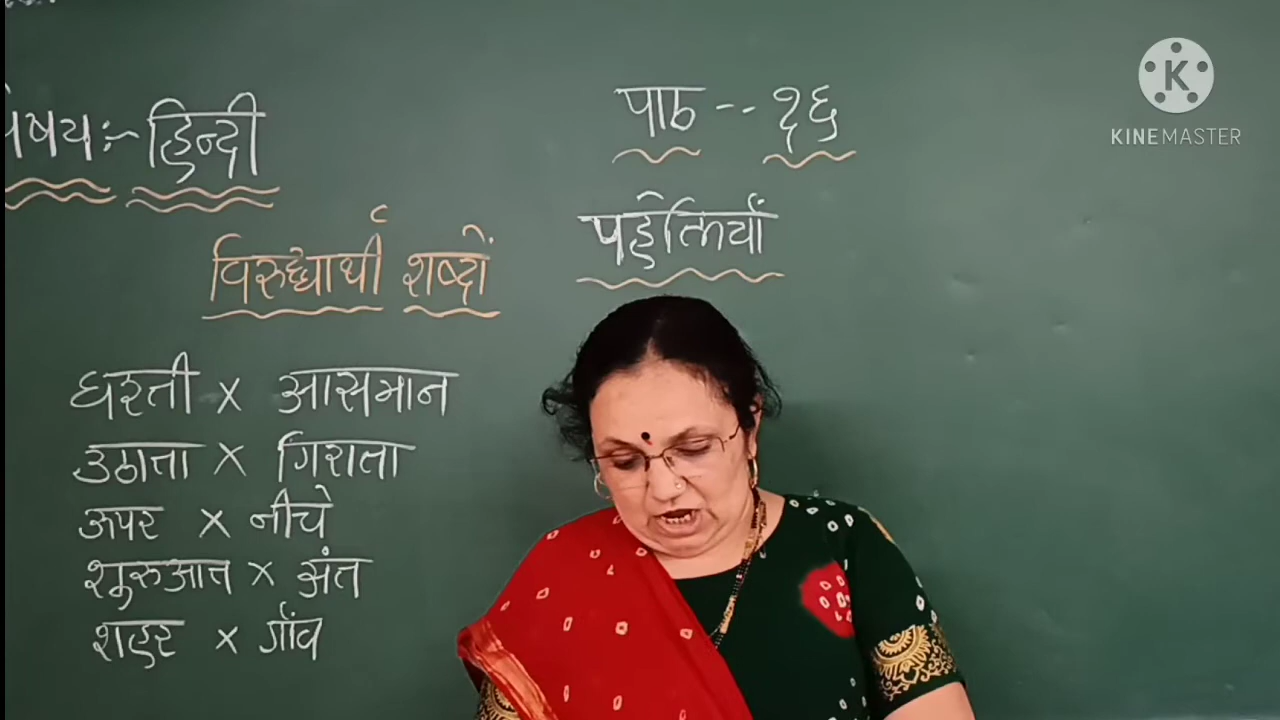 विषय:- हिन्दी
पाठ -- १६
पहेलियाँ
विरुध्धार्थी शब्दों
धरती x आसमान
उठाता x गिराता
ऊपर x नीचे
शुरुआत x अंत
शहर x गाँव
KINEMASTER